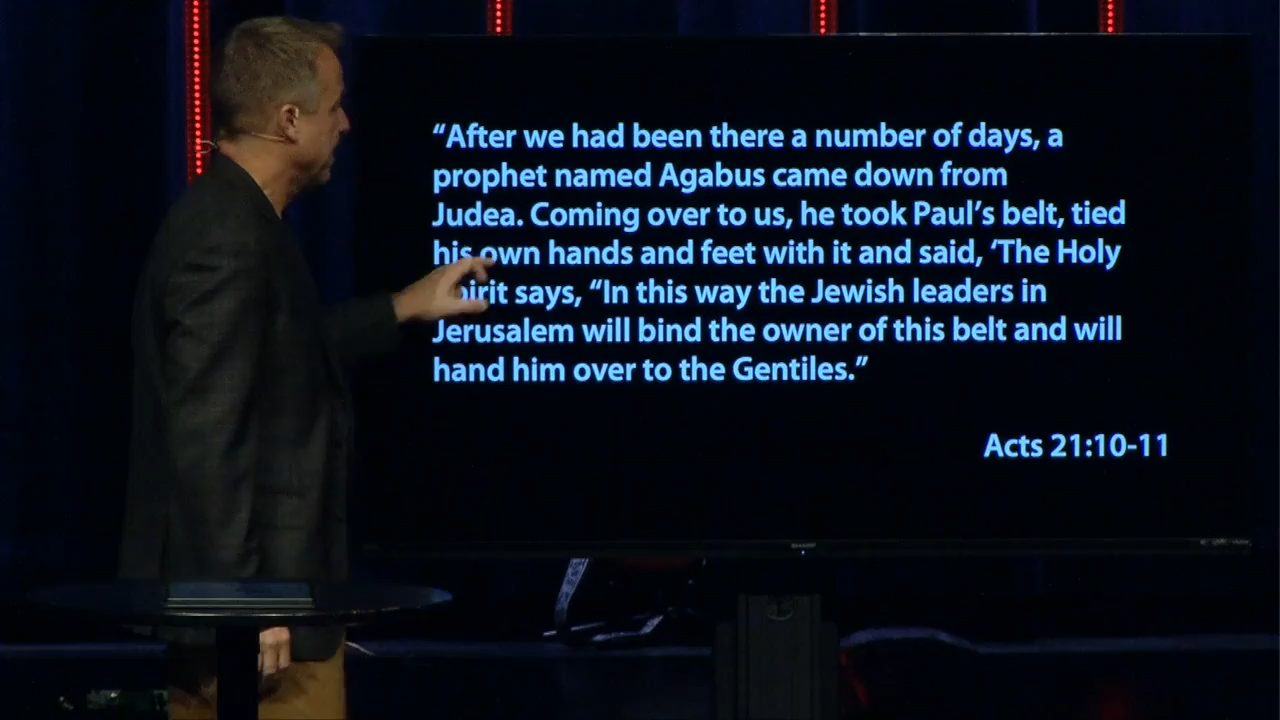 “After we had been there a number of days, a
prophet named Agabus came down from
Judea. Coming over to us, he took Paul’s belt, tied
his own hands and feet with it and said, ‘The Holy
Spirit says, “In this way the Jewish leaders in
Jerusalem will bind the owner of this belt and will
hand him over to the Gentiles.”
Acts 21:10-11
SHARP